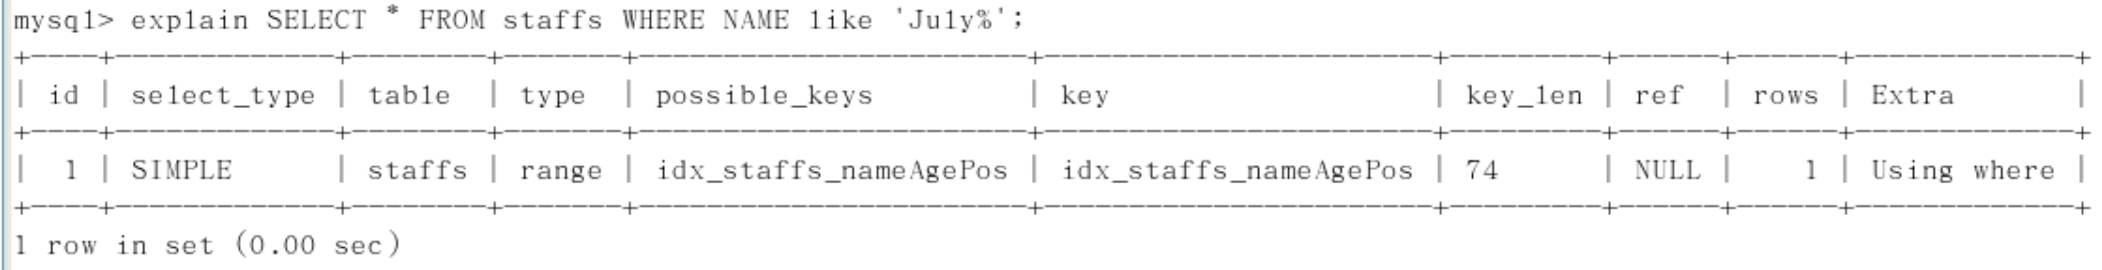 mysql> explain SELECT * FROM staffs WHERE NAME like 'July%';
+----+-------------+--------+-------+-----------------------+-----------------------+---------+------+------+-------------+
| id | select_type | table  | type  | possible_keys         | key                   | key_len | ref  | rows | Extra       |
+----+-------------+--------+-------+-----------------------+-----------------------+---------+------+------+-------------+
|  1 | SIMPLE      | staffs | range | idx_staffs_nameAgePos | idx_staffs_nameAgePos | 74      | NULL |    1 | Using where |
+----+-------------+--------+-------+-----------------------+-----------------------+---------+------+------+-------------+
1 row in set (0.00 sec)